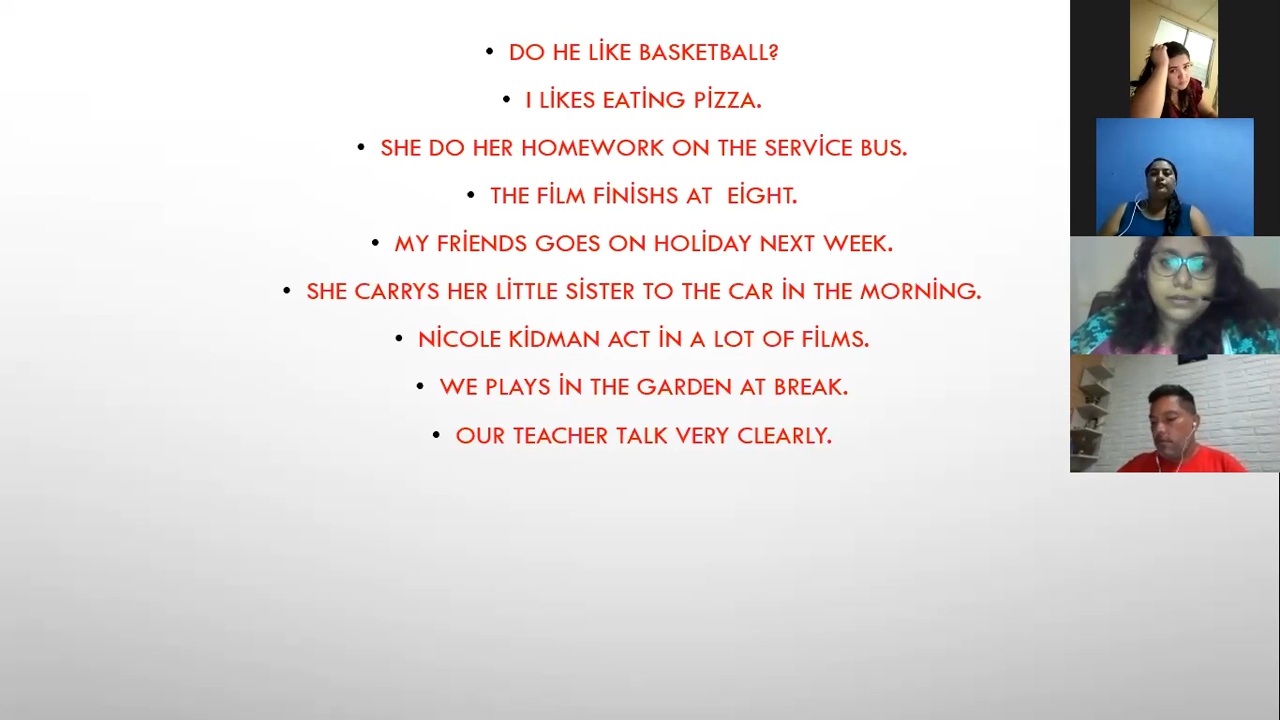 • DO HE LİKE BASKETBALL?
• I LİKES EATİNG PİZZA.
• SHE DO HER HOMEWORK ON THE SERVİCE BUS.
• THE FİLM FİNİSHS AT  EİGHT.
• MY FRİENDS GOES ON HOLİDAY NEXT WEEK.
• SHE CARRYS HER LİTTLE SİSTER TO THE CAR İN THE MORNİNG.
• NİCOLE KİDMAN ACT İN A LOT OF FİLMS.
• WE PLAYS İN THE GARDEN AT BREAK.
• OUR TEACHER TALK VERY CLEARLY.